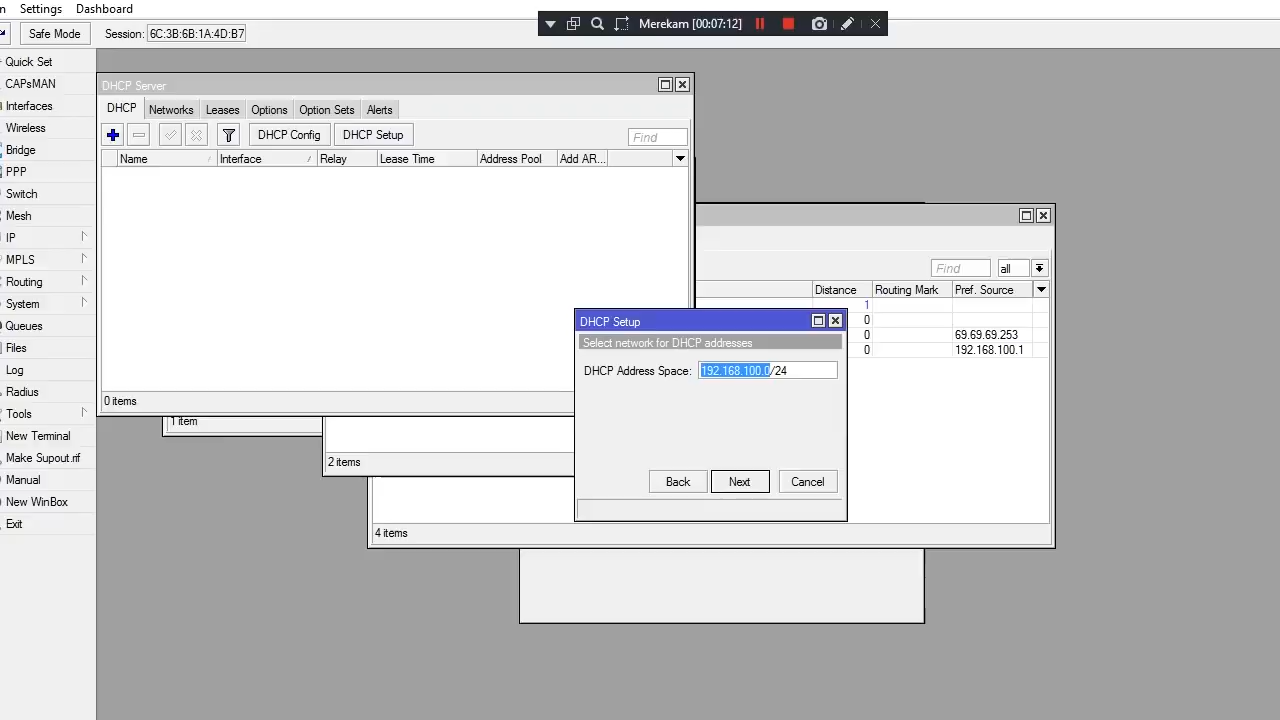 Settings Dashboard
Merekam [00:07:12]
Safe Mode Session: 6C:3B:6B:1A:4D:B7
Quick Set
CAPsMAN
Interfaces
Wireless
Bridge
PPP
Switch
Mesh
IP
MPLS
Routing
System
Queues
Files
Log
Radius
Tools
New Terminal
Make Supout.rif
Manual
New WinBox
Exit
DHCP Server
DHCP Networks Leases Options Option Sets Alerts
DHCP Config DHCP Setup Find
Name Interface Relay Lease Time Address Pool Add AR...
0 items
1 item
2 items
Find all
Distance Routing Mark Pref. Source
1
0
0 69.69.69.253
0 192.168.100.1
4 items
DHCP Setup
Select network for DHCP addresses
DHCP Address Space: 192.168.100.0/24
Back Next Cancel